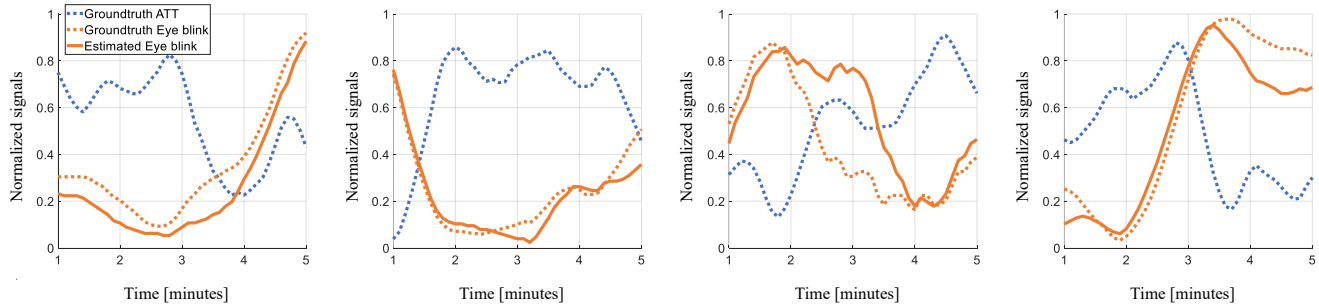 Groundtruth ATT
Groundtruth Eye blink
Estimated Eye blink
Normalized signals
1
0.8
0.6
0.4
0.2
0
1 2 3 4 5
Time [minutes]
Normalized signals
1
0.8
0.6
0.4
0.2
0
1 2 3 4 5
Time [minutes]
Normalized signals
1
0.8
0.6
0.4
0.2
0
1 2 3 4 5
Time [minutes]
Normalized signals
1
0.8
0.6
0.4
0.2
0
1 2 3 4 5
Time [minutes]